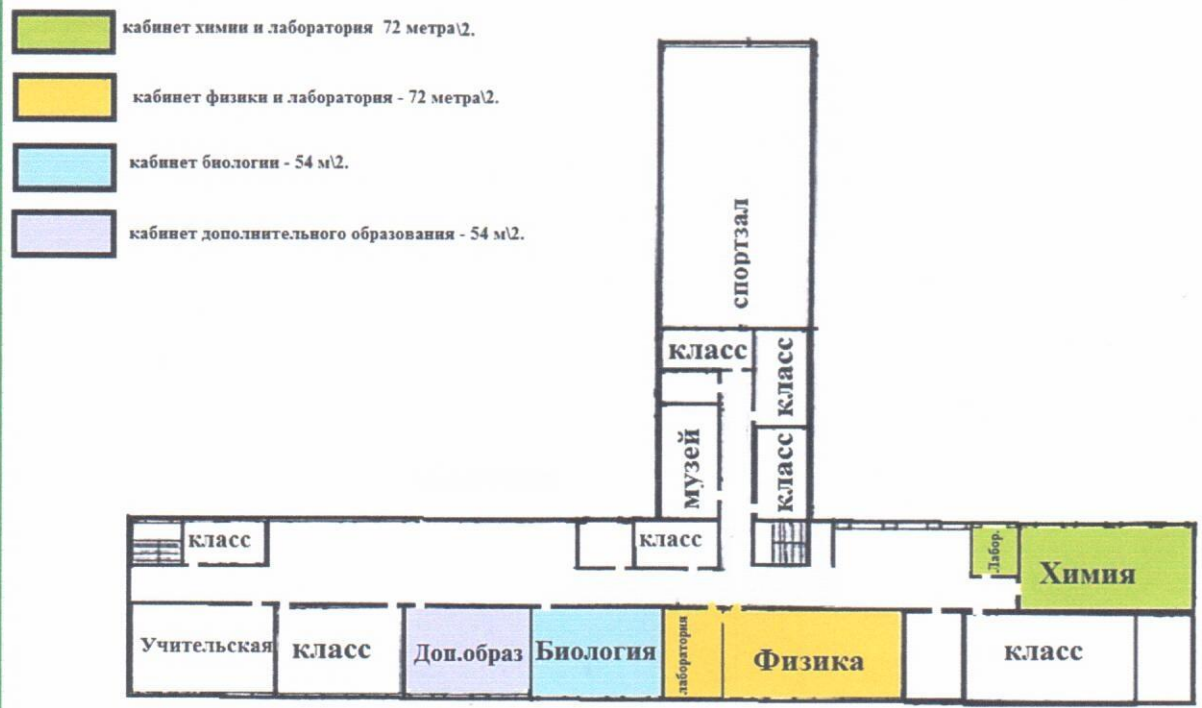 кабинет химии и лаборатория 72 метра\2.
кабинет физики и лаборатория - 72 метра\2.
кабинет биологии - 54 м\2.
кабинет дополнительного образования - 54 м\2.
спортзал
класс
класс
музей
класс
класс
класс
Лабор.
Химия
Учительская
класс
Доп.образ
Биология
лаборатория
Физика
класс